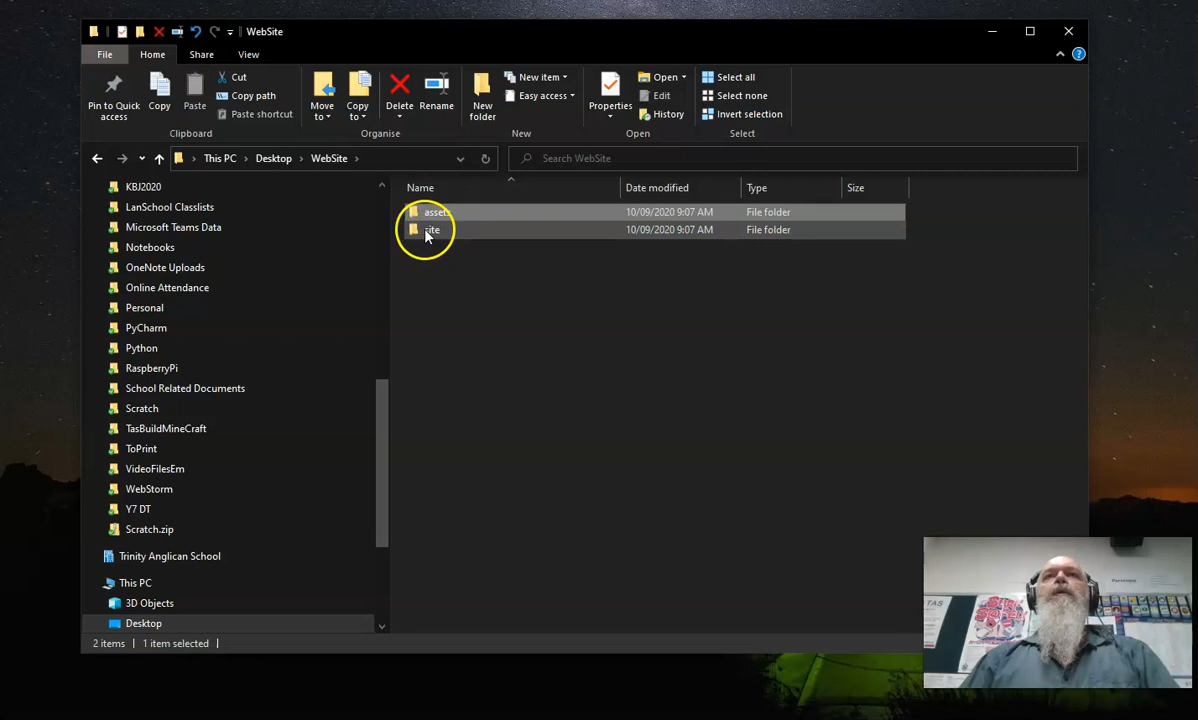 WebSite
File Home Share View
Pin to Quick access
Copy
Paste
Cut
Copy path
Paste shortcut
Clipboard
Move to
Copy to
Delete
Rename
Organise
New folder
New item
Easy access
New
Properties
Open
Edit
History
Open
Select all
Select none
Invert selection
Select
This PC > Desktop > WebSite >
Search WebSite
Name Date modified Type Size
assets 10/09/2020 9:07 AM File folder
site 10/09/2020 9:07 AM File folder
KBJ2020
LanSchool Classlists
Microsoft Teams Data
Notebooks
OneNote Uploads
Online Attendance
Personal
PyCharm
Python
RaspberryPi
School Related Documents
Scratch
TasBuildMineCraft
ToPrint
VideoFilesEm
WebStorm
Y7 DT
Scratch.zip
Trinity Anglican School
This PC
3D Objects
Desktop
2 items 1 item selected
TAS